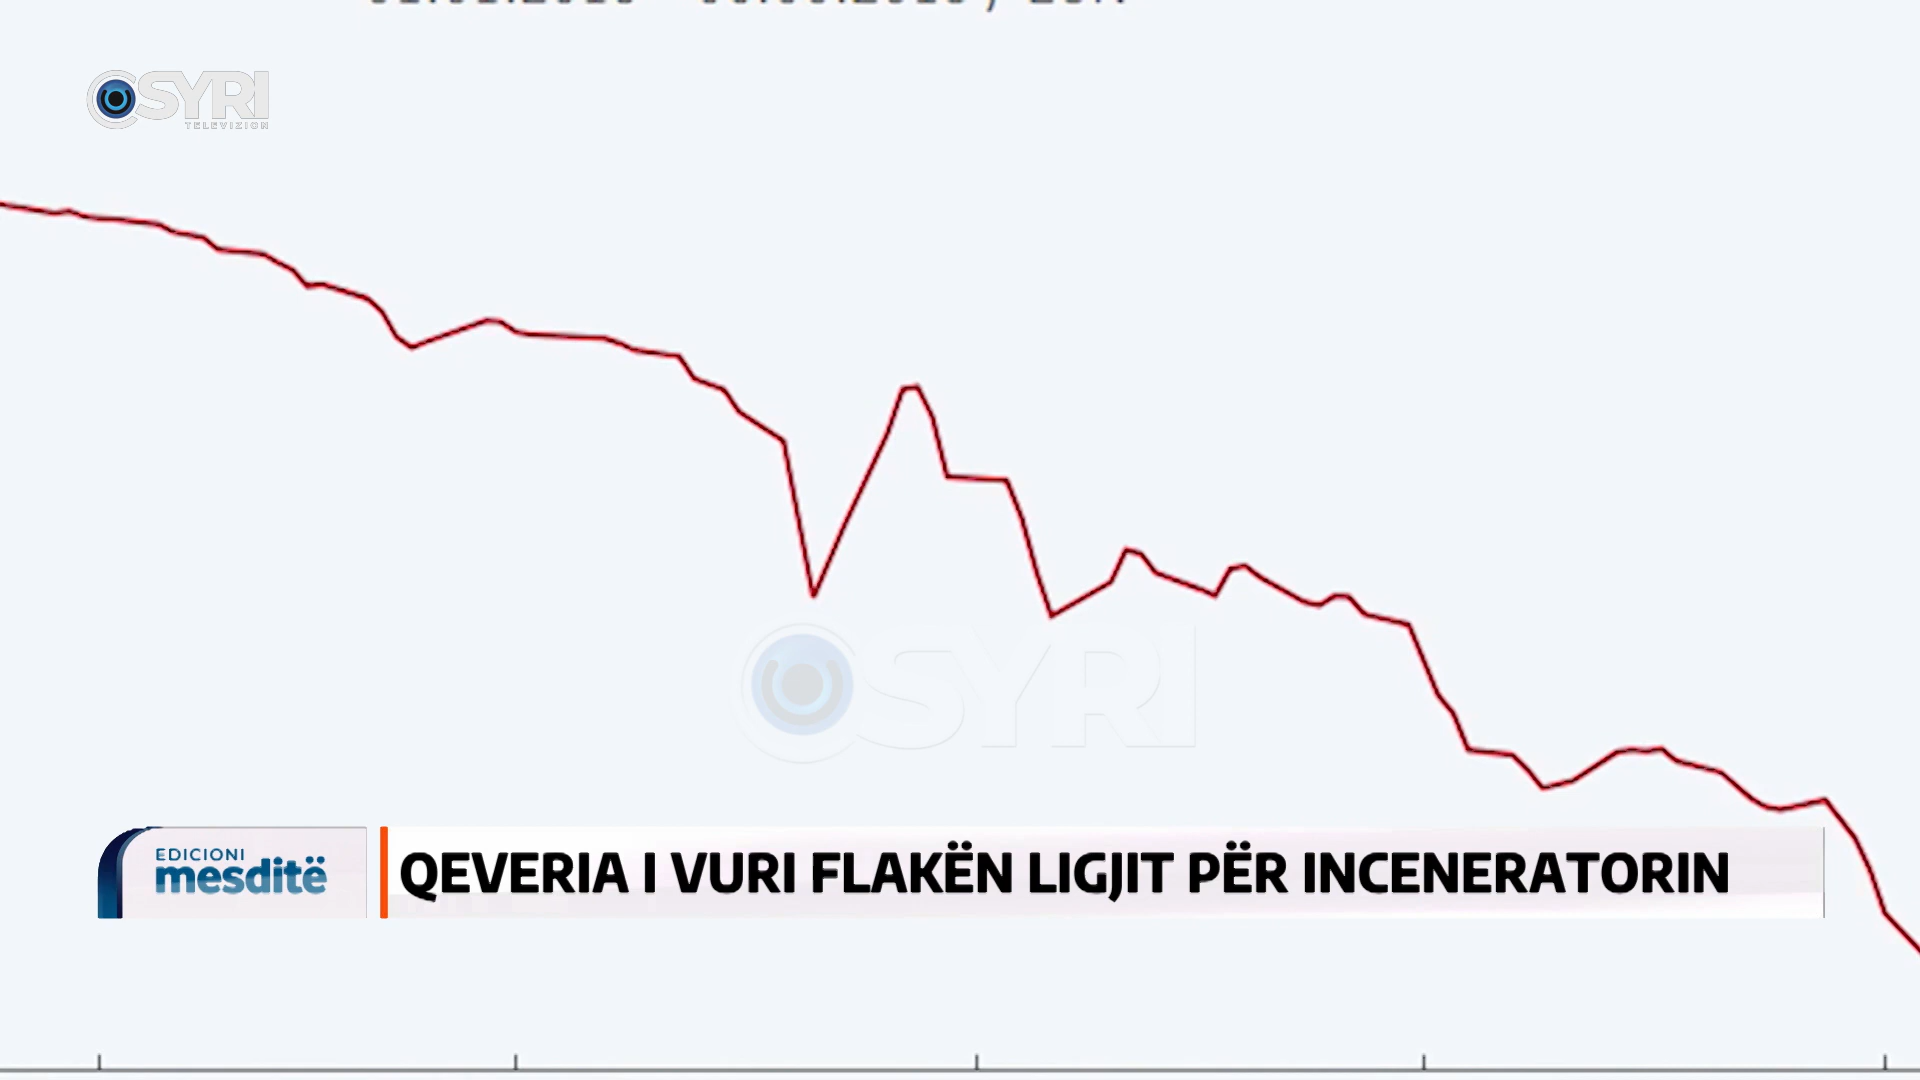 SYRI
TELEVIZION
SYRI
EDICIONI
mesditë
QEVERIA I VURI FLAKËN LIGJIT PËR INCENERATORIN